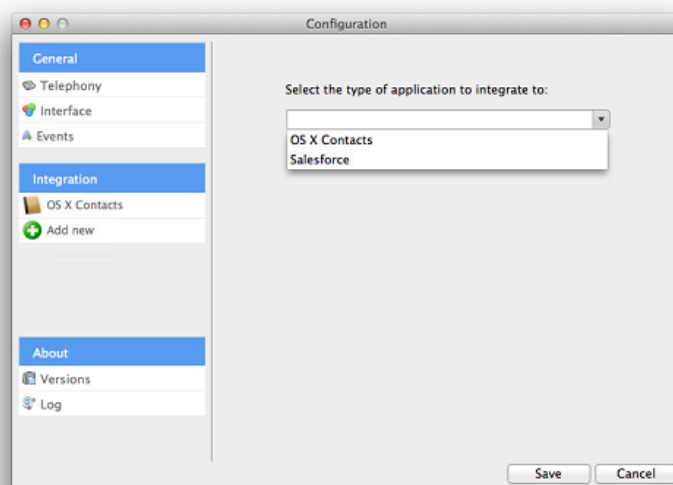 Configuration
General
Telephony
Interface
Events
Integration
OS X Contacts
Add new
About
Versions
Log
Select the type of application to integrate to:
OS X Contacts
Salesforce
Save
Cancel